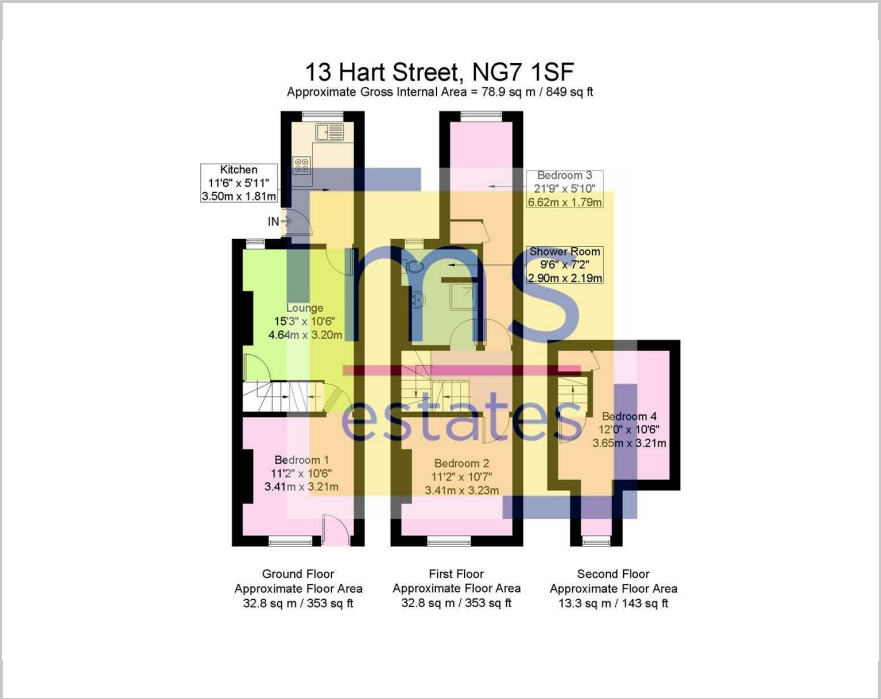 13 Hart Street, NG7 1SF
Approximate Gross Internal Area = 78.9 sq m / 849 sq ft
Kitchen
11'6" x 5'11"
3.50m x 1.81m
IN
Lounge
15'3" x 10'6"
4.64m x 3.20m
Bedroom 1
11'2" x 10'6"
3.41m x 3.21m
Bedroom 3
21'9" x 5'10"
6.62m x 1.79m
Shower Room
9'6" x 7'2"
2.90m x 2.19m
Bedroom 2
11'2" x 10'7"
3.41m x 3.23m
Bedroom 4
12'0" x 10'6"
3.65m x 3.21m
ms
estates
Ground Floor
Approximate Floor Area
32.8 sq m / 353 sq ft
First Floor
Approximate Floor Area
32.8 sq m / 353 sq ft
Second Floor
Approximate Floor Area
13.3 sq m / 143 sq ft